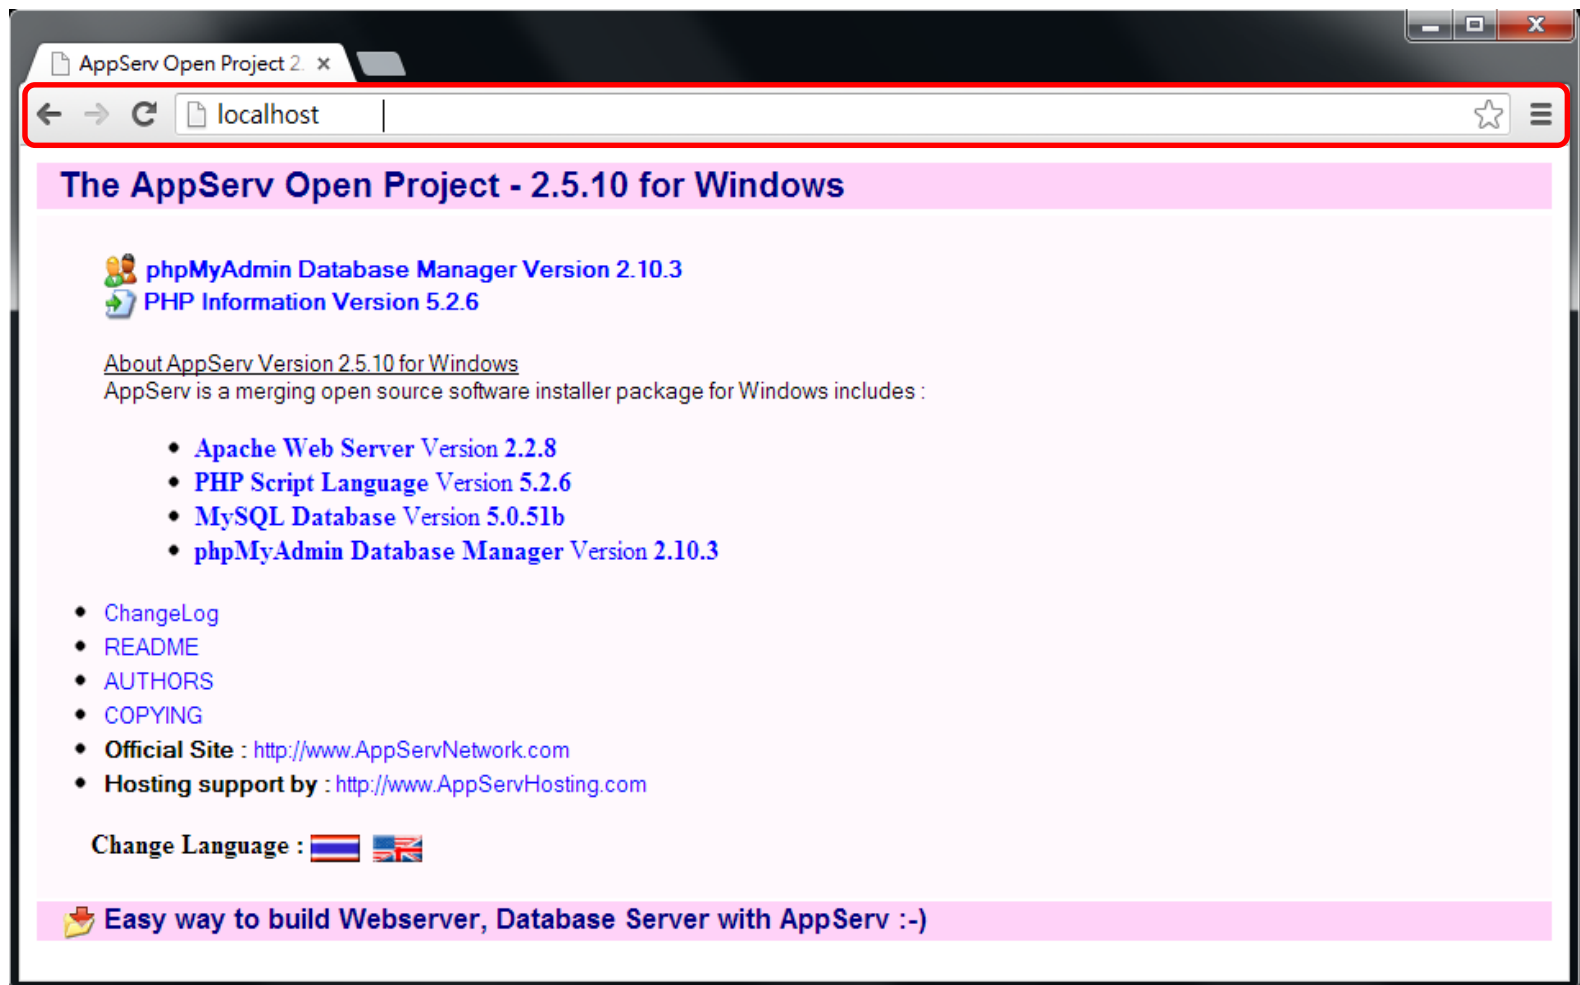 AppServ Open Project 2.
localhost
The AppServ Open Project - 2.5.10 for Windows
phpMyAdmin Database Manager Version 2.10.3
PHP Information Version 5.2.6
About AppServ Version 2.5.10 for Windows
AppServ is a merging open source software installer package for Windows includes :
Apache Web Server Version 2.2.8
PHP Script Language Version 5.2.6
MySQL Database Version 5.0.51b
phpMyAdmin Database Manager Version 2.10.3
ChangeLog
README
AUTHORS
COPYING
Official Site : http://www.AppServNetwork.com
Hosting support by : http://www.AppServHosting.com
Change Language :
Easy way to build Webserver, Database Server with AppServ :-)